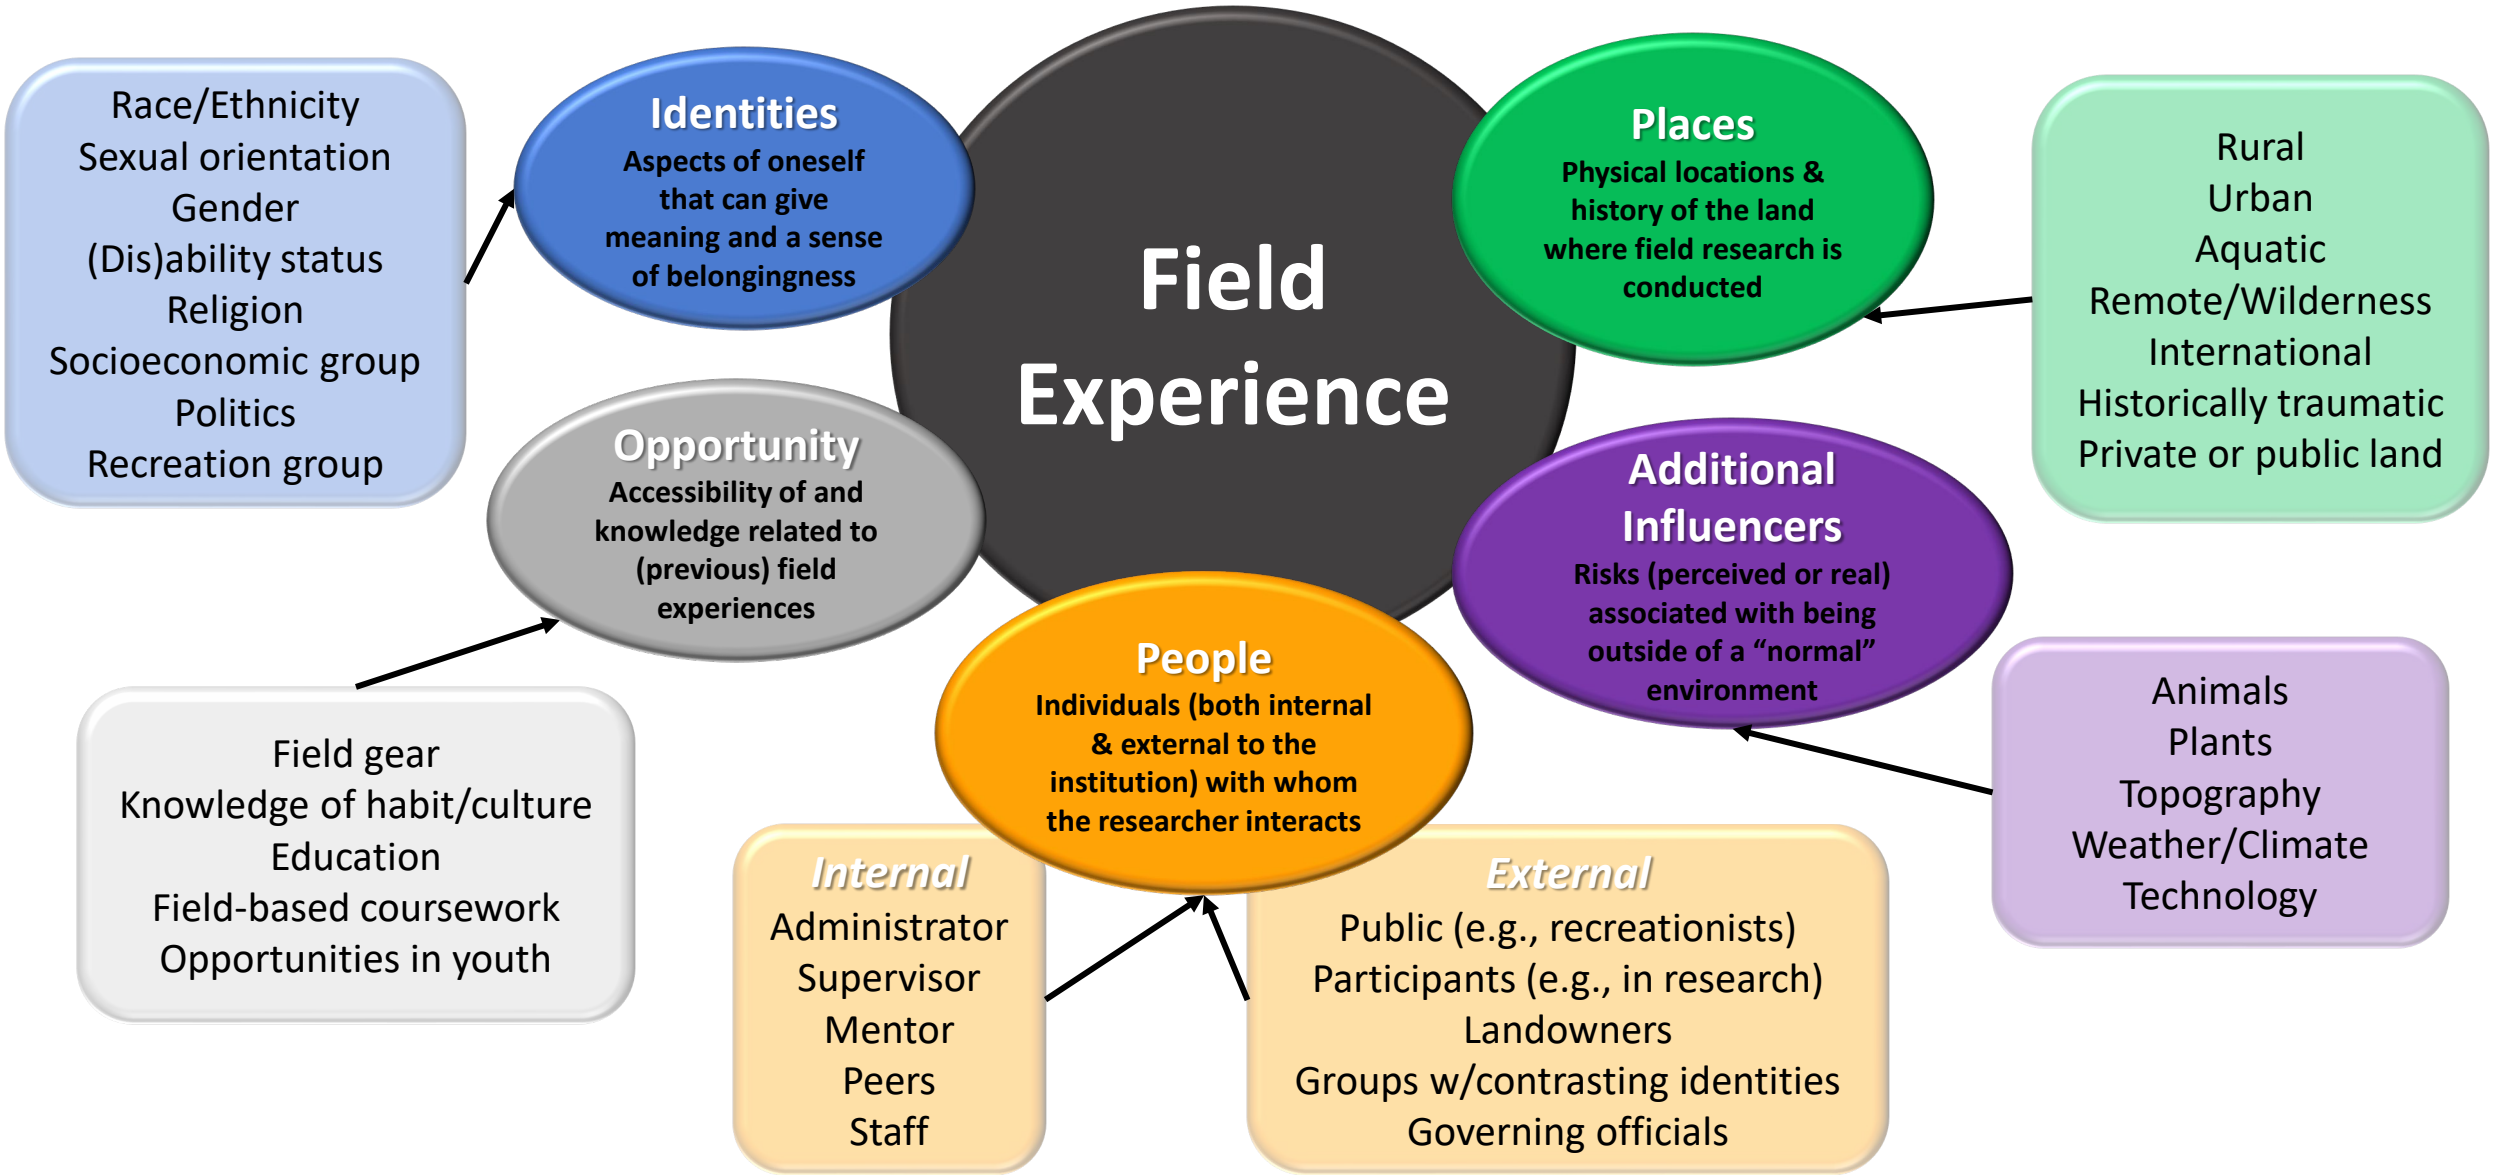 Field
Experience
Identities
Aspects of oneself
that can give
meaning and a sense
of belongingness
Race/Ethnicity
Sexual orientation
Gender
(Dis)ability status
Religion
Socioeconomic group
Politics
Recreation group
Places
Physical locations &
history of the land
where field research is
conducted
Rural
Urban
Aquatic
Remote/Wilderness
International
Historically traumatic
Private or public land
Opportunity
Accessibility of and
knowledge related to
(previous) field
experiences
Field gear
Knowledge of habit/culture
Education
Field-based coursework
Opportunities in youth
Additional
Influencers
Risks (perceived or real)
associated with being
outside of a “normal”
environment
Animals
Plants
Topography
Weather/Climate
Technology
People
Individuals (both internal
& external to the
institution) with whom
the researcher interacts
Internal
Administrator
Supervisor
Mentor
Peers
Staff
External
Public (e.g., recreationists)
Participants (e.g., in research)
Landowners
Groups w/contrasting identities
Governing officials